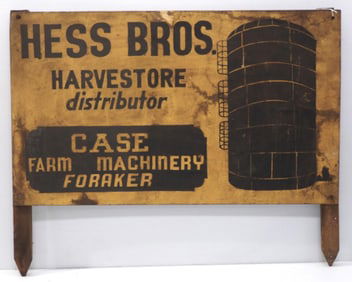 HESS BROS.
HARVESTORE
distributor
CASE
FARM MACHINERY
FORAKER